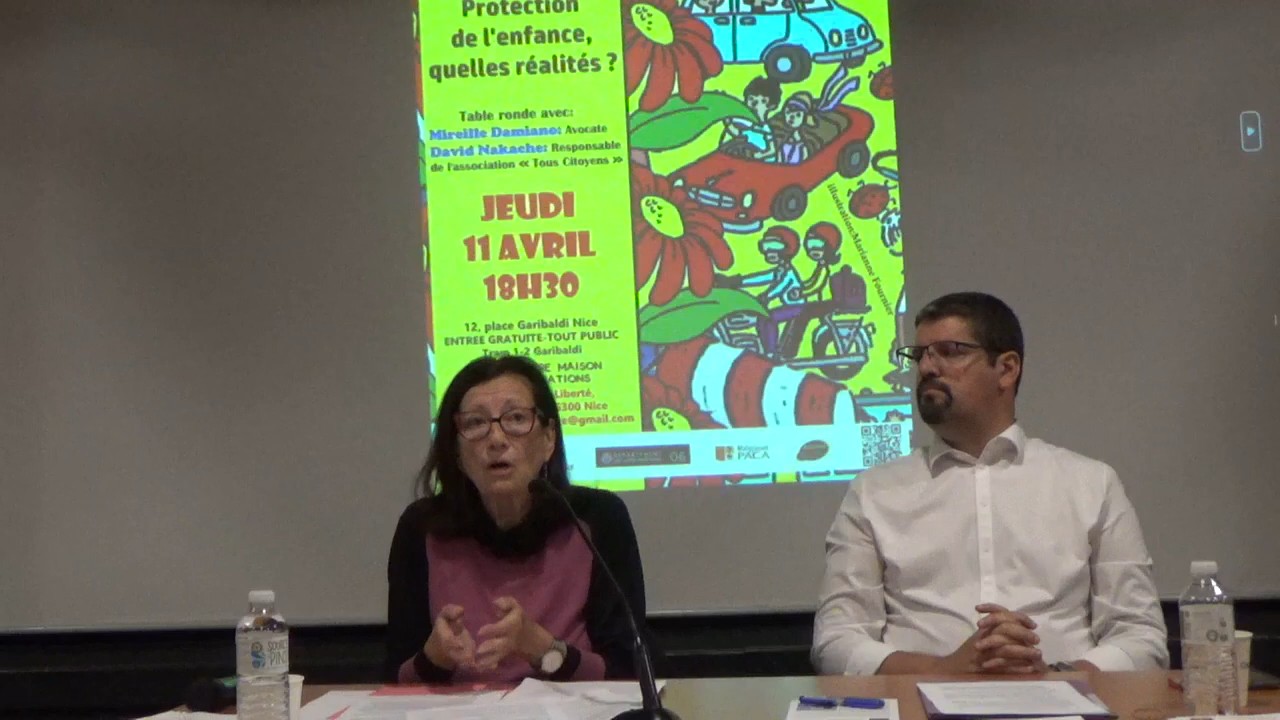 Protection
de l'enfance,
quelles réalités ?
Table ronde avec:
Mireille Damiano: Avocate
David Nakache: Responsable
de l'association « Tous Citoyens »
JEUDI
11 AVRIL
18H30
12, place Garibaldi Nice
ENTREE GRATUITE-TOUT PUBLIC
Tram 1-2 Garibaldi
MAISON
Liberté,
Nice
@gmail.com
illustration:Marianne Fournier
06
PACA